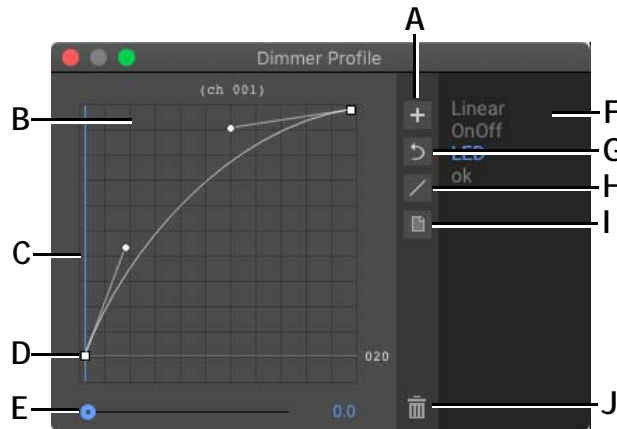 A
Dimmer Profile
(ch 001)
B
+
Linear
F
OnOff
G
LED
H
ok
I
C
D
020
E
0.0
J